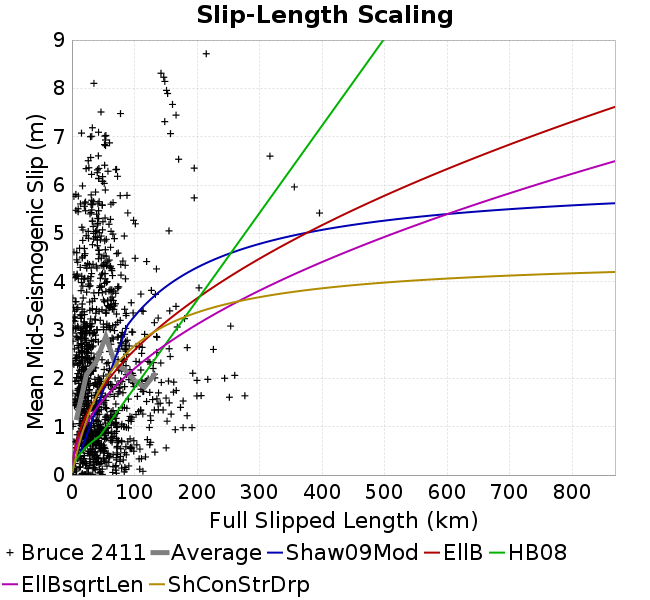 Slip-Length Scaling
Mean Mid-Seismogenic Slip (m)
9
8
7
6
5
4
3
2
1
0
0 100 200 300 400 500 600 700 800
Full Slipped Length (km)
Bruce 2411 Average Shaw09Mod EllB HB08
EllBsqrtLen ShConStrDrp